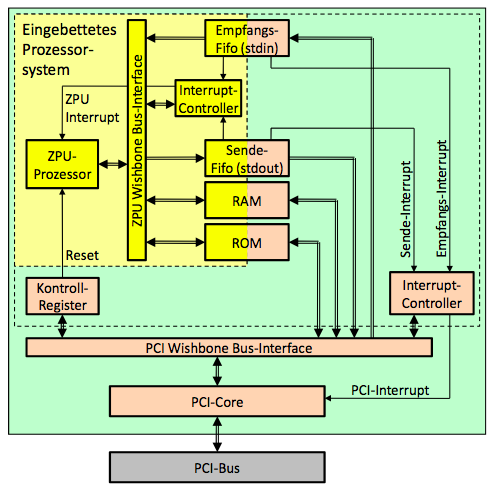 Eingebettetes
Prozessor-
system
Empfangs-
Fifo (stdin)
ZPU Wishbone Bus-Interface
Interrupt-
Controller
ZPU
Interrupt
ZPU-
Prozessor
Sende-
Fifo (stdout)
RAM
ROM
Sende-Interrupt
Empfangs-Interrupt
Reset
Kontroll-
Register
Interrupt-
Controller
PCI Wishbone Bus-Interface
PCI-Interrupt
PCI-Core
PCI-Bus